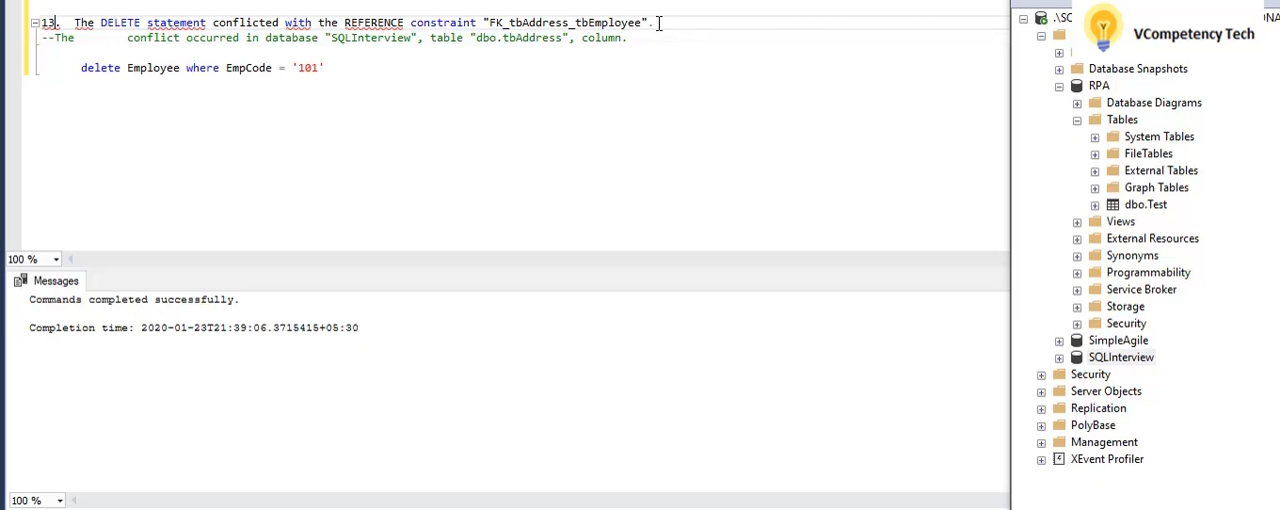 13. The DELETE statement conflicted with the REFERENCE constraint "FK_tbAddress_tbEmployee".
--The conflict occurred in database "SQLInterview", table "dbo.tbAddress", column.
delete Employee where EmpCode = '101'
100 %
Messages
Commands completed successfully.
Completion time: 2020-01-23T21:39:06.3715415+05:30
100 %
VCompetency Tech
Database Snapshots
RPA
Database Diagrams
Tables
System Tables
FileTables
External Tables
Graph Tables
dbo.Test
Views
External Resources
Synonyms
Programmability
Service Broker
Storage
Security
SimpleAgile
SQLInterview
Security
Server Objects
Replication
PolyBase
Management
XEvent Profiler